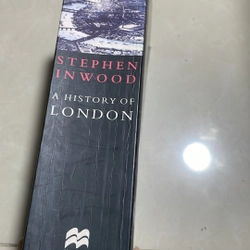 STEPHEN
INWOOD
A HISTORY OF
LONDON